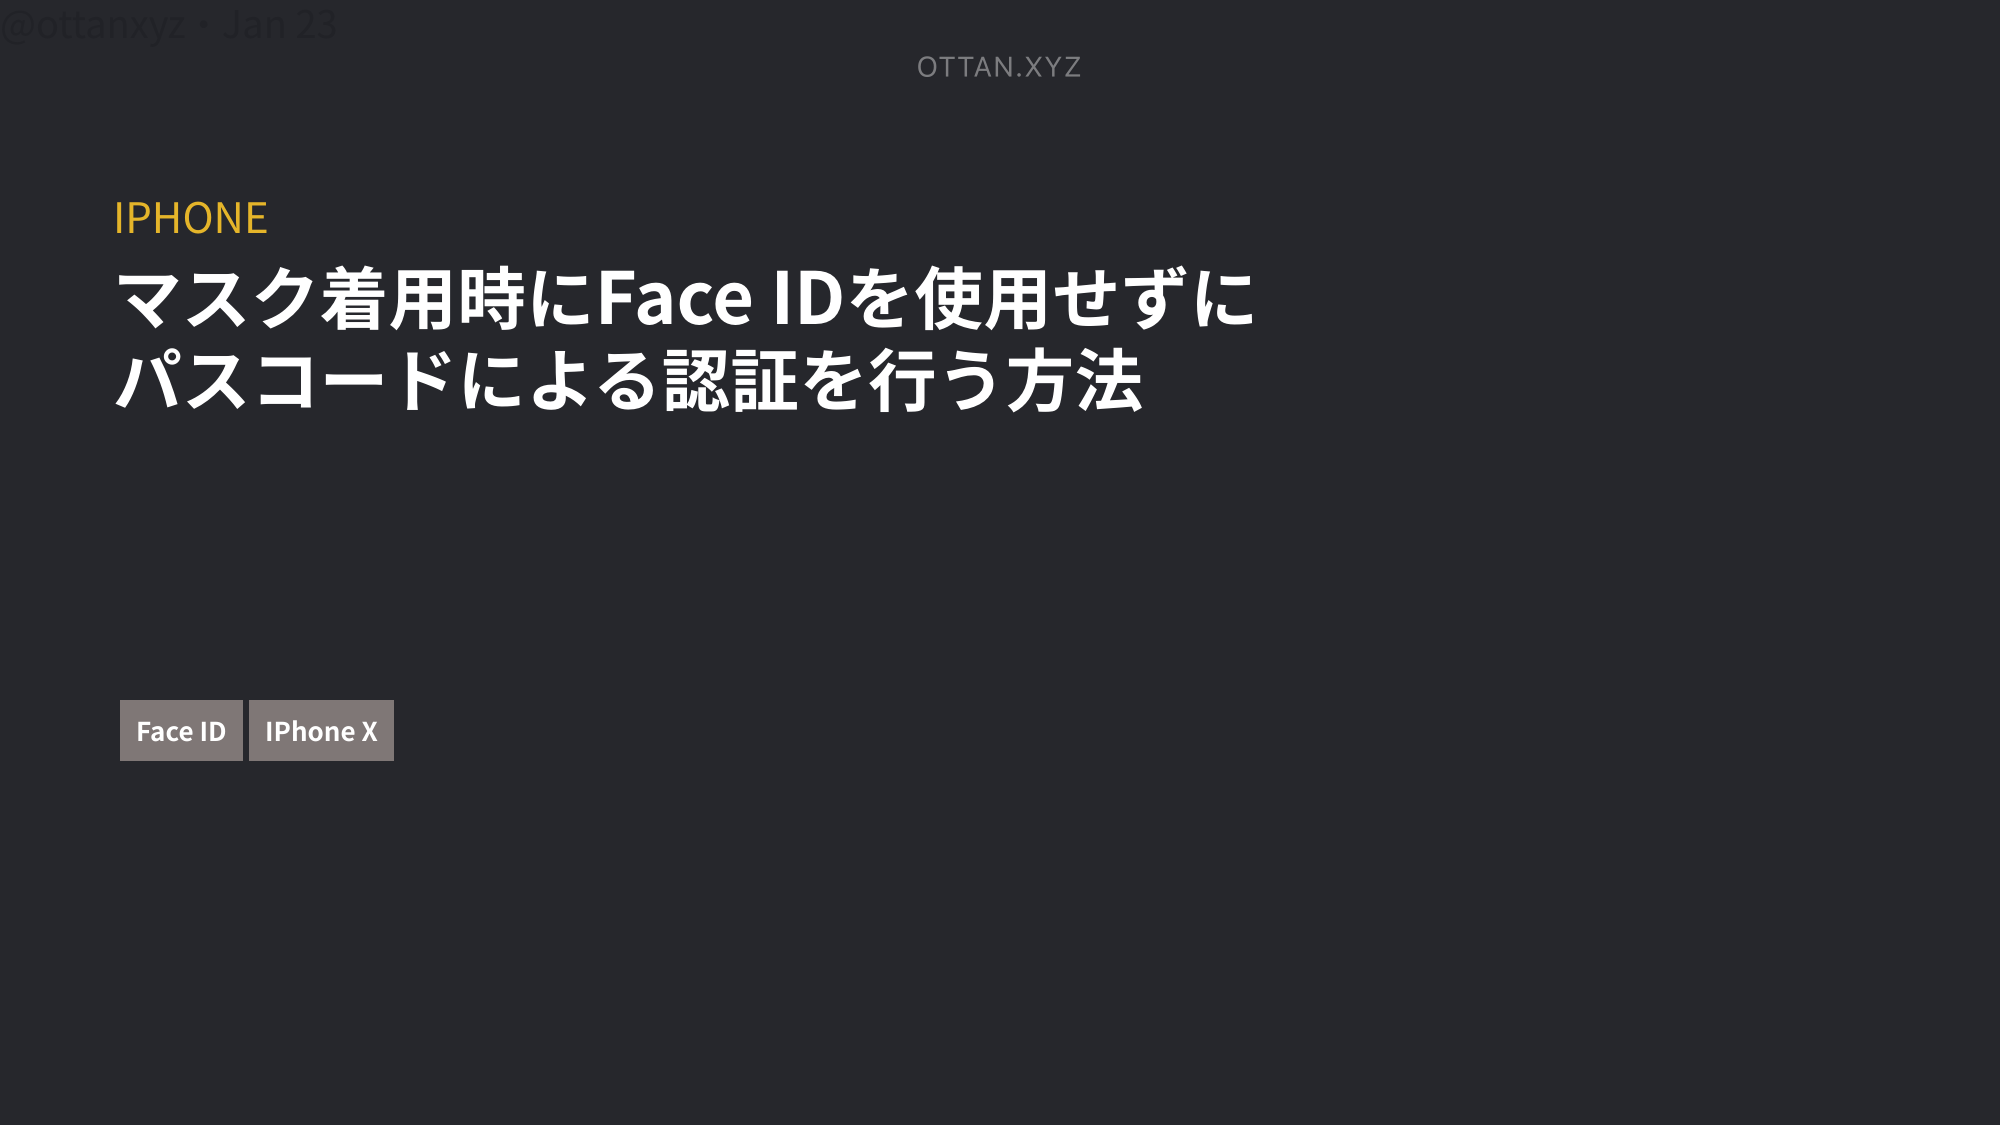 @ottanxyz・Jan 23
OTTAN.XYZ
IPHONE
マスク着用時にFace IDを使用せずに
パスコードによる認証を行う方法
Face ID
IPhone X